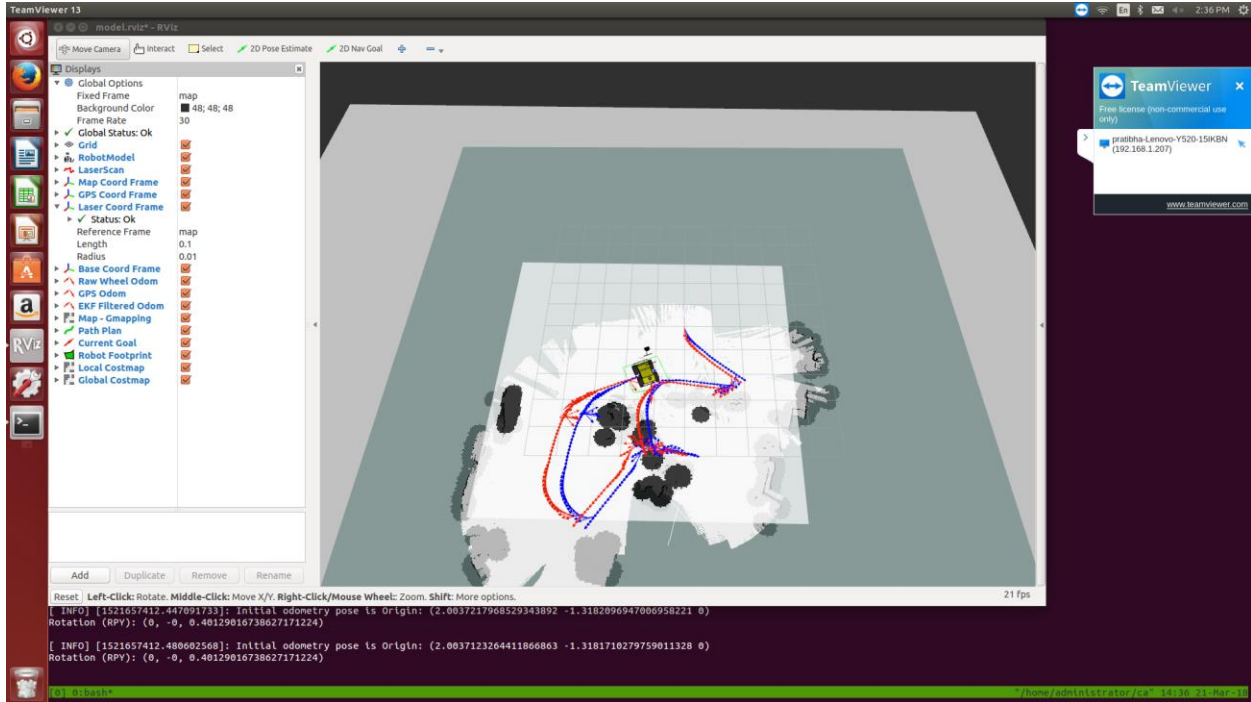 TeamViewer 13
En
2:36 PM
model.rviz* - RViz
Move Camera Interact Select 2D Pose Estimate 2D Nav Goal
Displays
Global Options
Fixed Frame map
Background Color 48; 48; 48
Frame Rate 30
Global Status: Ok
Grid
RobotModel
LaserScan
Map Coord Frame
GPS Coord Frame
Laser Coord Frame
Status: Ok
Reference Frame map
Length 0.1
Radius 0.01
Base Coord Frame
Raw Wheel Odom
GPS Odom
EKF Filtered Odom
Map - Gmapping
Path Plan
Current Goal
Robot Footprint
Local Costmap
Global Costmap
Add Duplicate Remove Rename
Reset Left-Click: Rotate. Middle-Click: Move X/Y. Right-Click/Mouse Wheel:: Zoom. Shift: More options.
21 fps
[ INFO] [1521657412.447091733]: Initial odometry pose is Origin: (2.0037217968529343892 -1.3182096947006958221 0)
Rotation (RPY): (0, -0, 0.40129016738627171224)
[ INFO] [1521657412.480602568]: Initial odometry pose is Origin: (2.0037123264411866863 -1.3181710279759011328 0)
Rotation (RPY): (0, -0, 0.40129016738627171224)
[0] 0:bash*
"/home/administrator/ca" 14:36 21-Mar-18
TeamViewer
Free license (non-commercial use
only)
pratibha-Lenovo-Y520-15IKBN
(192.168.1.207)
www.teamviewer.com
a
RViz